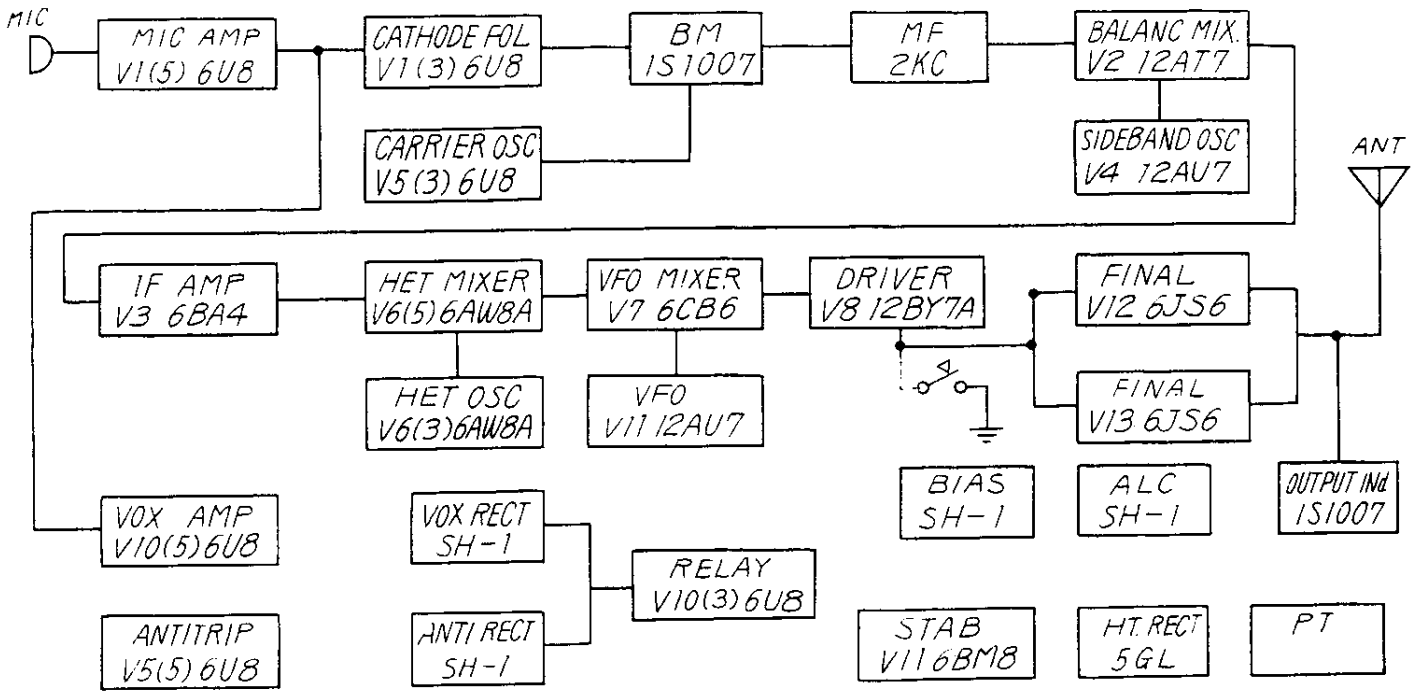 MIC
MIC AMP
V1(5) 6U8
CATHODE FOL
V1(3) 6U8
BM
1S1007
MF
2KC
BALANC MIX.
V2 12AT7
CARRIER OSC
V5(3) 6U8
SIDEBAND OSC
V4 12AU7
ANT
IF AMP
V3 6BA4
HET MIXER
V6(5) 6AW8A
VFO MIXER
V7 6CB6
DRIVER
V8 12BY7A
FINAL
V12 6JS6
HET OSC
V6(3) 6AW8A
VFO
V11 12AU7
FINAL
V13 6JS6
VOX AMP
V10(5) 6U8
VOX RECT
SH-1
BIAS
SH-1
ALC
SH-1
OUTPUT INd
1S1007
RELAY
V10(3) 6U8
ANTITRIP
V5(5) 6U8
ANTI RECT
SH-1
STAB
V11 6BM8
HT. RECT
5GL
PT